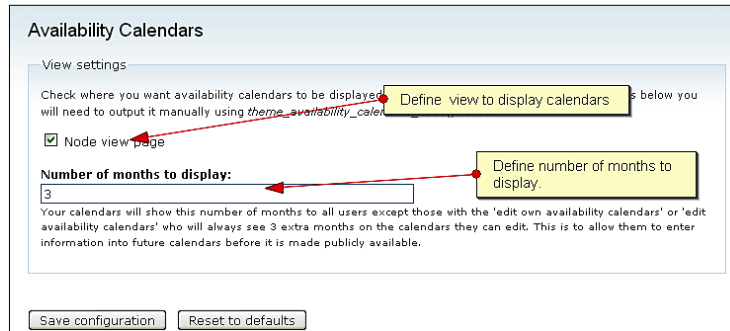 Availability Calendars
View settings
Check where you want availability calendars to be displayed s below you
Define view to display calendars
will need to output it manually using
Node view page
Define number of months to
display.
Number of months to display:
3
Your calendars will show this number of months to all users except those with the 'edit own availability calendars' or 'edit
availability calendars' who will always see 3 extra months on the calendars they can edit. This is to allow them to enter
information into future calendars before it is made publicly available.
Save configuration
Reset to defaults